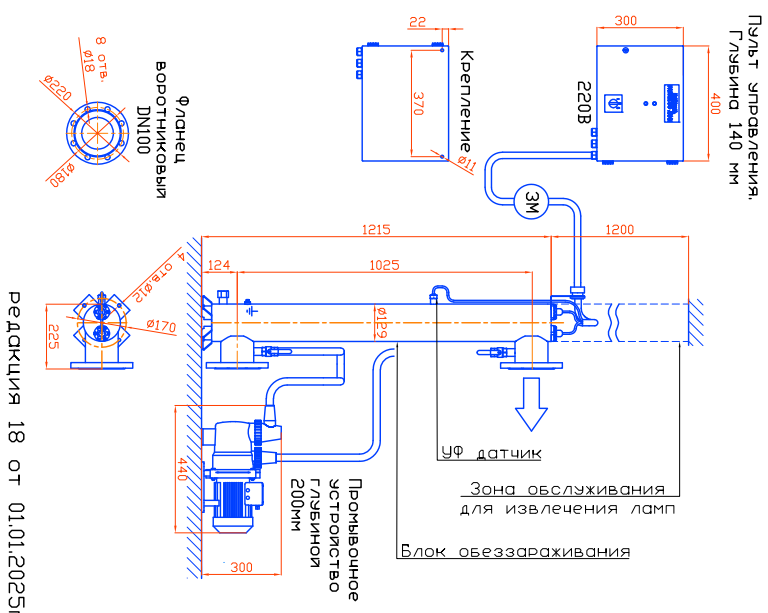 Пульт управления.
Глубина 140 мм
300
400
220В
22
370
Крепление
ø11
3М
8 отв.
ø18
ø220
ø180
Фланец
воротниковый
DN100
1215
1200
124
1025
ø129
4 отв.ø12
ø170
225
440
300
УФ датчик
Зона обслуживания
для извлечения ламп
Блок обеззараживания
Промывочное
устройство
глубиной
200мм
редакция 18 от 01.01.2025г